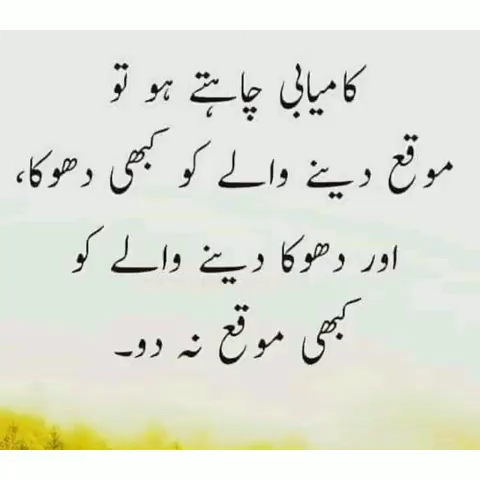 کامیابی چاہتے ہو تو
موقع دینے والے کو کبھی دھوکا،
اور دھوکا دینے والے کو
کبھی موقع نہ دو۔